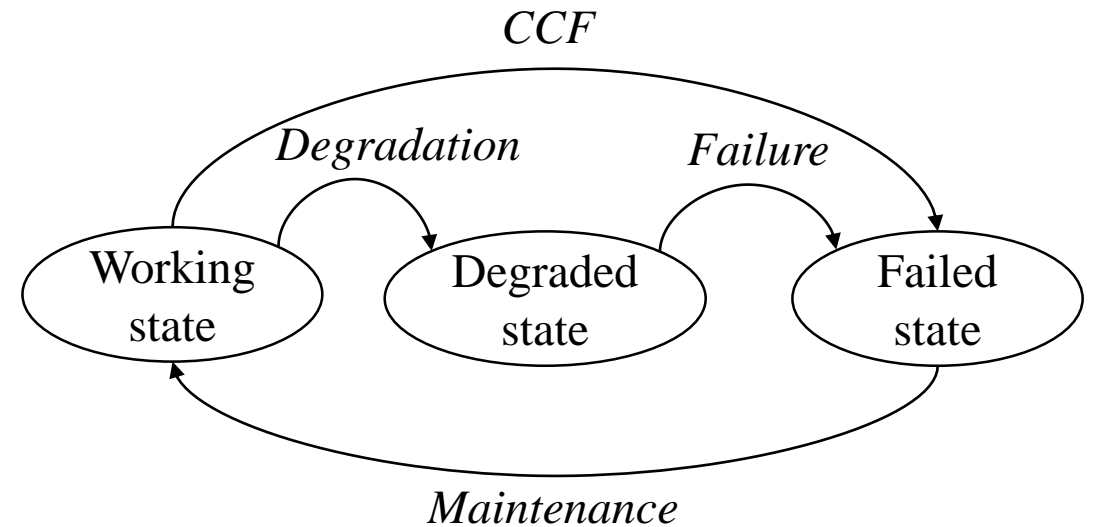 CCF
Degradation
Failure
Working
state
Degraded
state
Failed
state
Maintenance